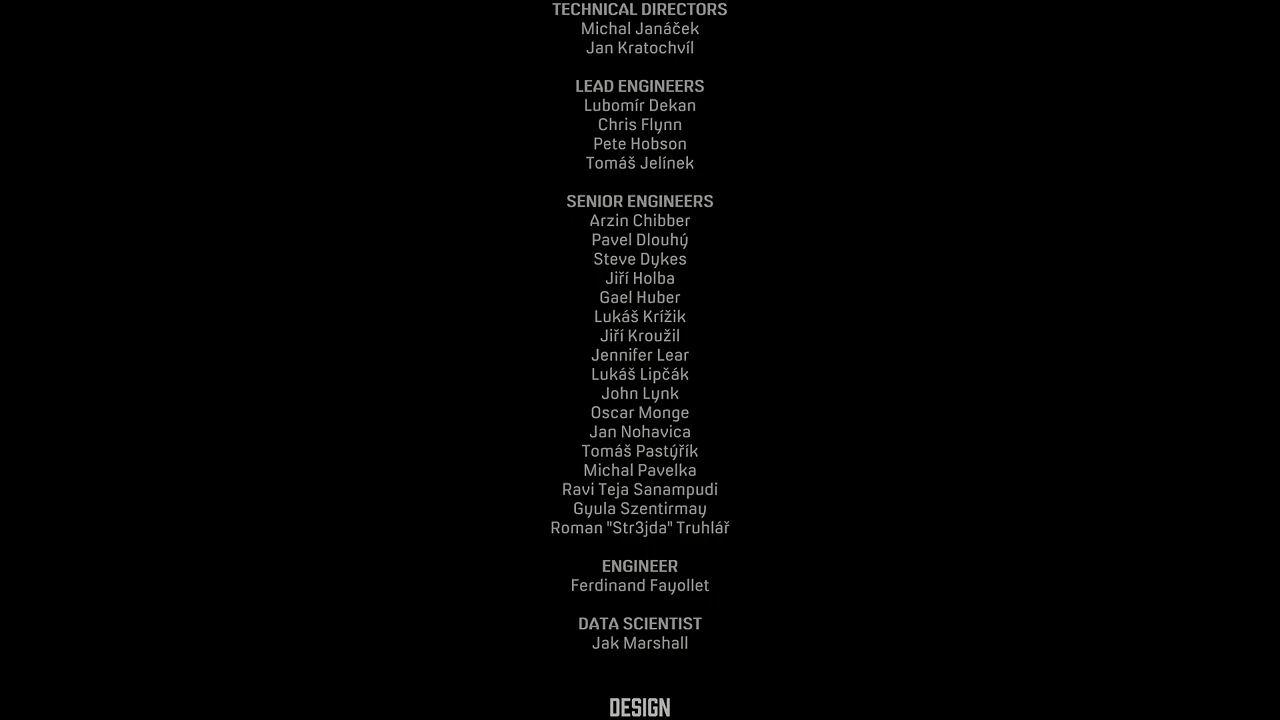 TECHNICAL DIRECTORS
Michal Janáček
Jan Kratochvíl
LEAD ENGINEERS
Lubomír Dekan
Chris Flynn
Pete Hobson
Tomáš Jelínek
SENIOR ENGINEERS
Arzin Chibber
Pavel Dlouhý
Steve Dykes
Jiří Holba
Gael Huber
Lukáš Krížik
Jiří Kroužil
Jennifer Lear
Lukáš Lipčák
John Lynk
Oscar Monge
Jan Nohavica
Tomáš Pastýřík
Michal Pavelka
Ravi Teja Sanampudi
Gyula Szentirmay
Roman "Str3jda" Truhlář
ENGINEER
Ferdinand Fayollet
DATA SCIENTIST
Jak Marshall
DESIGN